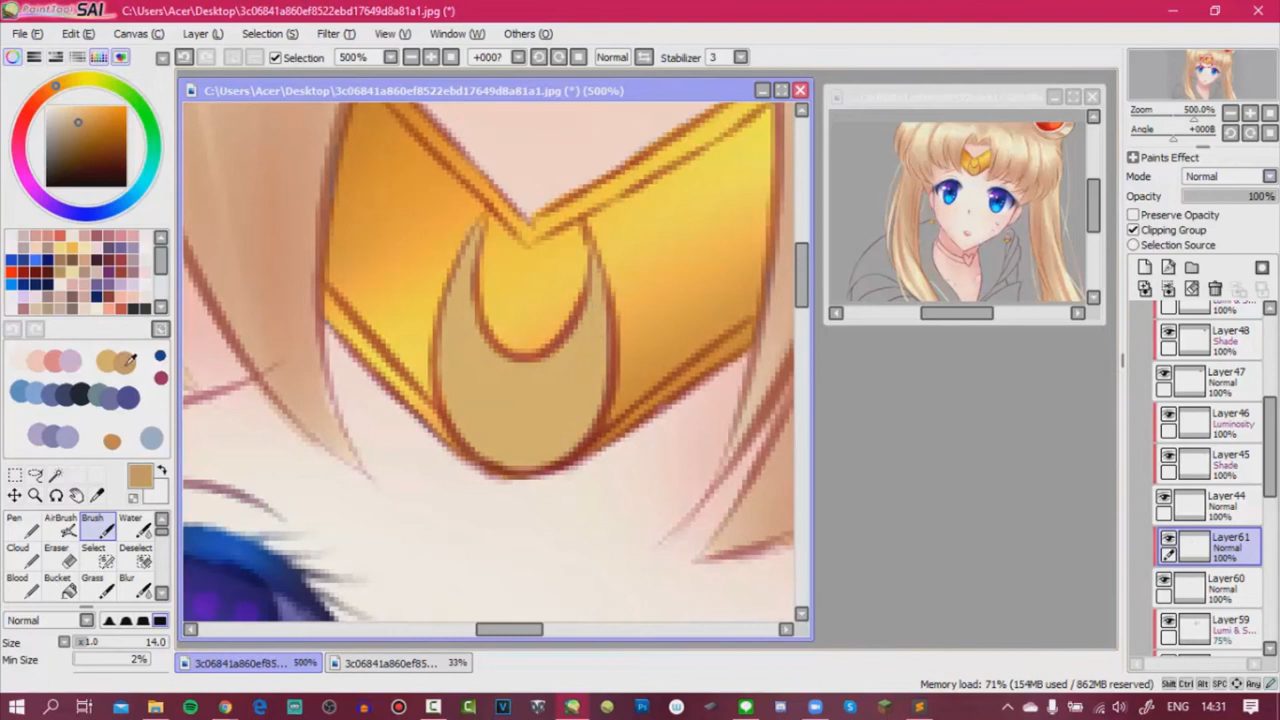 PaintTool SAI C:\Users\Acer\Desktop\3c06841a860ef8522ebd17649d8a81a1.jpg (*)
File (F) Edit (E) Canvas (C) Layer (L) Selection (S) Filter (T) View (V) Window (W) Others (O)
Selection 500% +000? Normal Stabilizer 3
C:\Users\Acer\Desktop\3c06841a860ef8522ebd17649d8a81a1.jpg (*) (500%)
Zoom 500.0%
Angle +000B
Paints Effect
Mode Normal
Opacity 100%
Preserve Opacity
Clipping Group
Selection Source
100%
Layer48
Shade
100%
Layer47
Normal
100%
Layer46
Luminosity
100%
Layer45
Shade
100%
Layer44
Normal
100%
Layer61
Normal
100%
Layer60
Normal
100%
Layer59
Lumi & S...
75%
Pen AirBrush Brush Water
Cloud Eraser Select Deselect
Blood Bucket Grass Blur
Normal
Size x1.0 14.0
Min Size 2%
3c06841a860ef85... 500% 3c06841a860ef85... 33%
Memory load: 71% (154MB used / 862MB reserved) Shift Ctrl Alt SPC Any
ENG 14:31